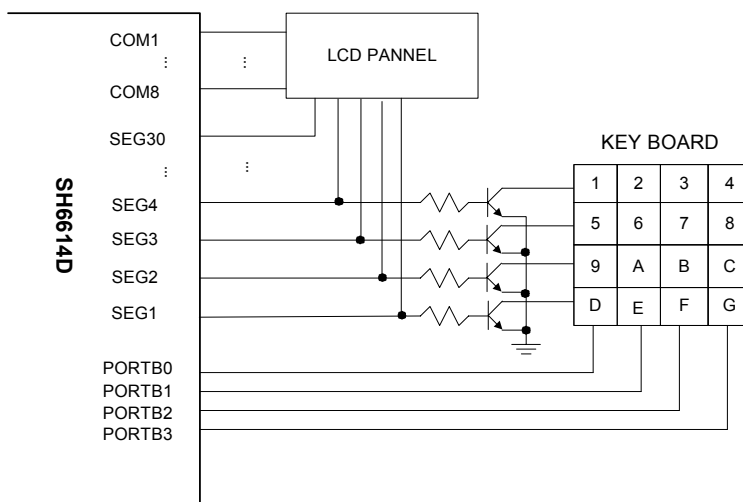 COM1
LCD PANNEL
COM8
SEG30
KEY BOARD
SH6614D
SEG4
1 2 3 4
SEG3
5 6 7 8
SEG2
9 A B C
SEG1
D E F G
PORTB0
PORTB1
PORTB2
PORTB3